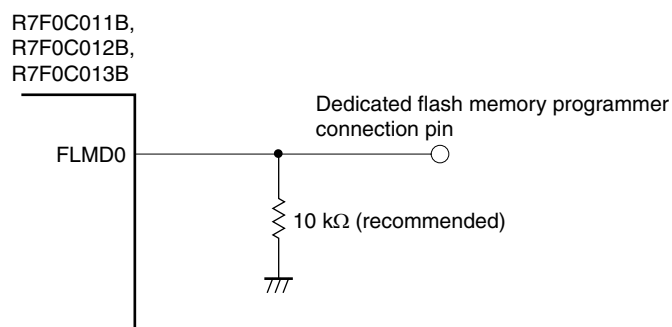 R7F0C011B,
R7F0C012B,
R7F0C013B
Dedicated flash memory programmer
connection pin
FLMD0
10 kΩ (recommended)